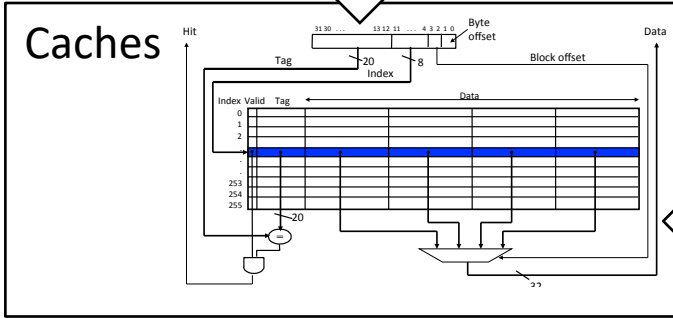 Caches
Hit
31 30 . . . 13 12 11 . . . 4 3 2 1 0
Byte
offset
Data
Tag
20
8
Index
Block offset
Index Valid Tag
Data
0
1
2
.
.
.
253
254
255
20
=
32